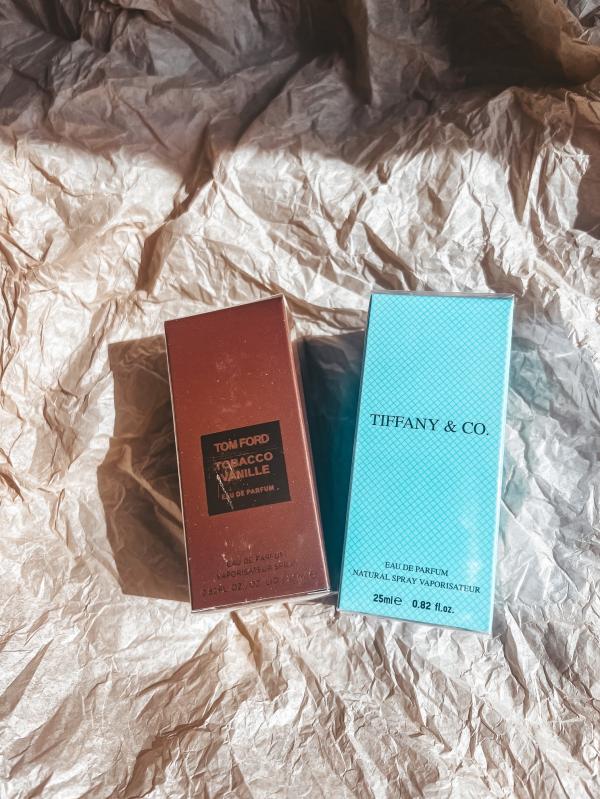 TOM FORD
TOBACCO
VANILLE
EAU DE PARFUM
EAU DE PARFUM
VAPORISATEUR SPRAY
TIFFANY & CO.
EAU DE PARFUM
NATURAL SPRAY VAPORISATEUR
25ml℮ 0.82 fl.oz.